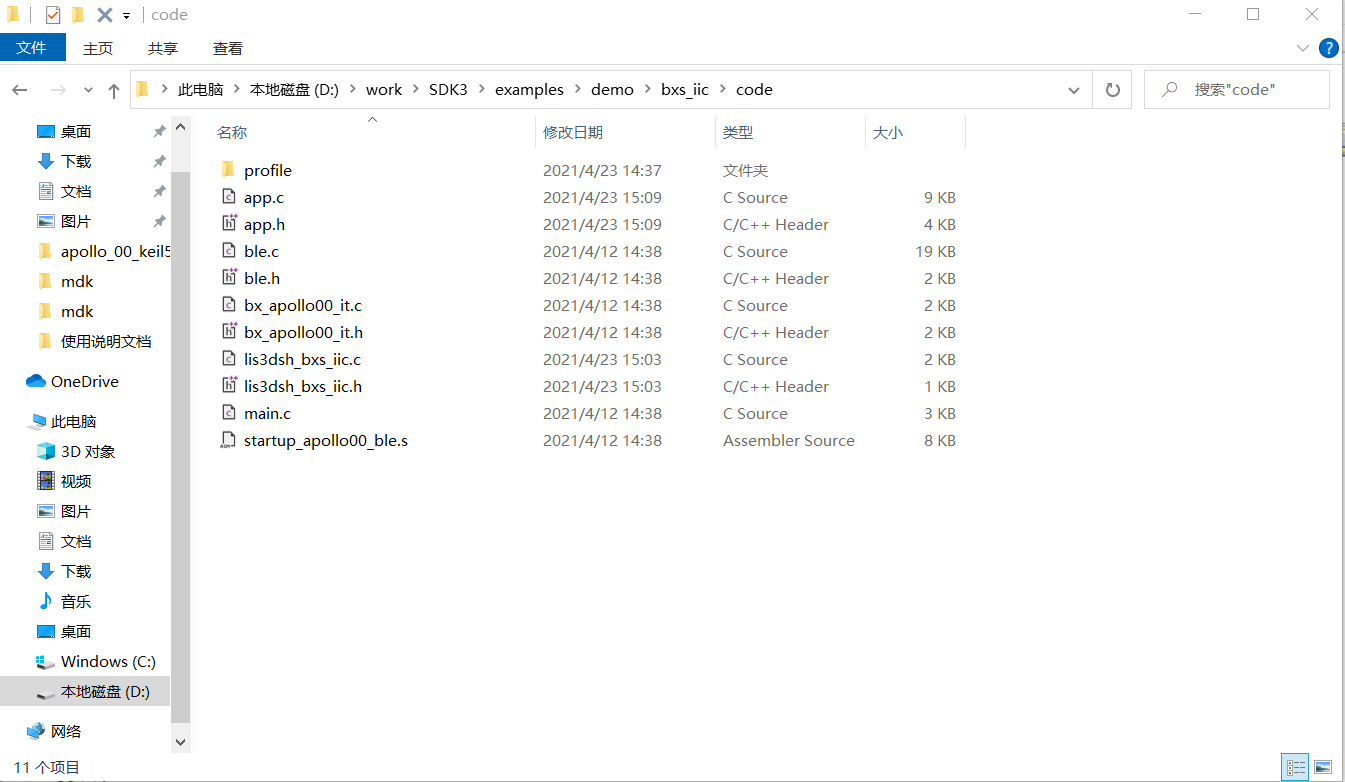 code
文件 主页 共享 查看
此电脑 本地磁盘 (D:) work SDK3 examples demo bxs_iic code
搜索"code"
桌面
下载
文档
图片
apollo_00_keil5
mdk
mdk
使用说明文档
OneDrive
此电脑
3D 对象
视频
图片
文档
下载
音乐
桌面
Windows (C:)
本地磁盘 (D:)
网络
名称 修改日期 类型 大小
profile 2021/4/23 14:37 文件夹
app.c 2021/4/23 15:09 C Source 9 KB
app.h 2021/4/23 15:09 C/C++ Header 4 KB
ble.c 2021/4/12 14:38 C Source 19 KB
ble.h 2021/4/12 14:38 C/C++ Header 2 KB
bx_apollo00_it.c 2021/4/12 14:38 C Source 2 KB
bx_apollo00_it.h 2021/4/12 14:38 C/C++ Header 2 KB
lis3dsh_bxs_iic.c 2021/4/23 15:03 C Source 2 KB
lis3dsh_bxs_iic.h 2021/4/23 15:03 C/C++ Header 1 KB
main.c 2021/4/12 14:38 C Source 3 KB
startup_apollo00_ble.s 2021/4/12 14:38 Assembler Source 8 KB
11 个项目